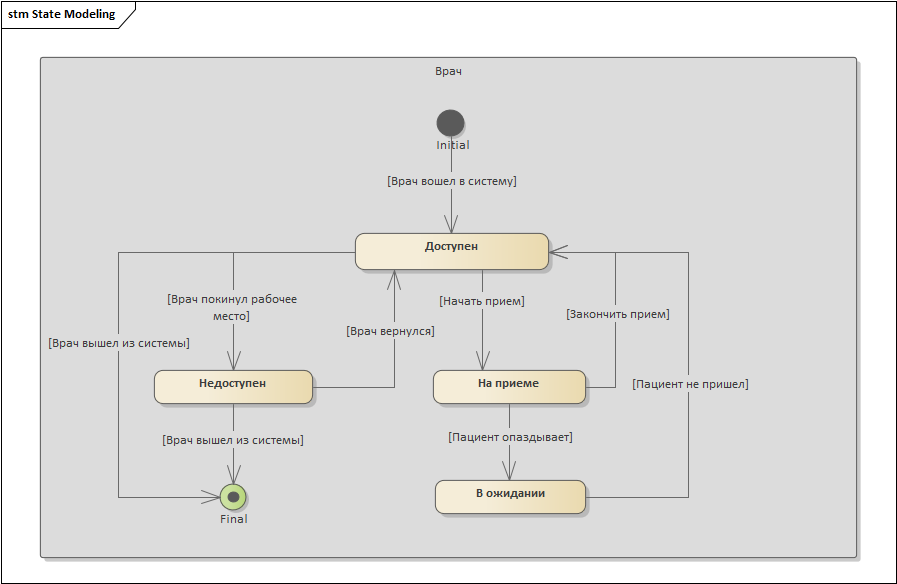 stm State Modeling
Врач
Initial
[Врач вошел в систему]
Доступен
[Врач покинул рабочее
место]
[Начать прием]
[Закончить прием]
[Врач вернулся]
[Врач вышел из системы]
Недоступен
На приеме
[Пациент не пришел]
[Врач вышел из системы]
[Пациент опаздывает]
В ожидании
Final